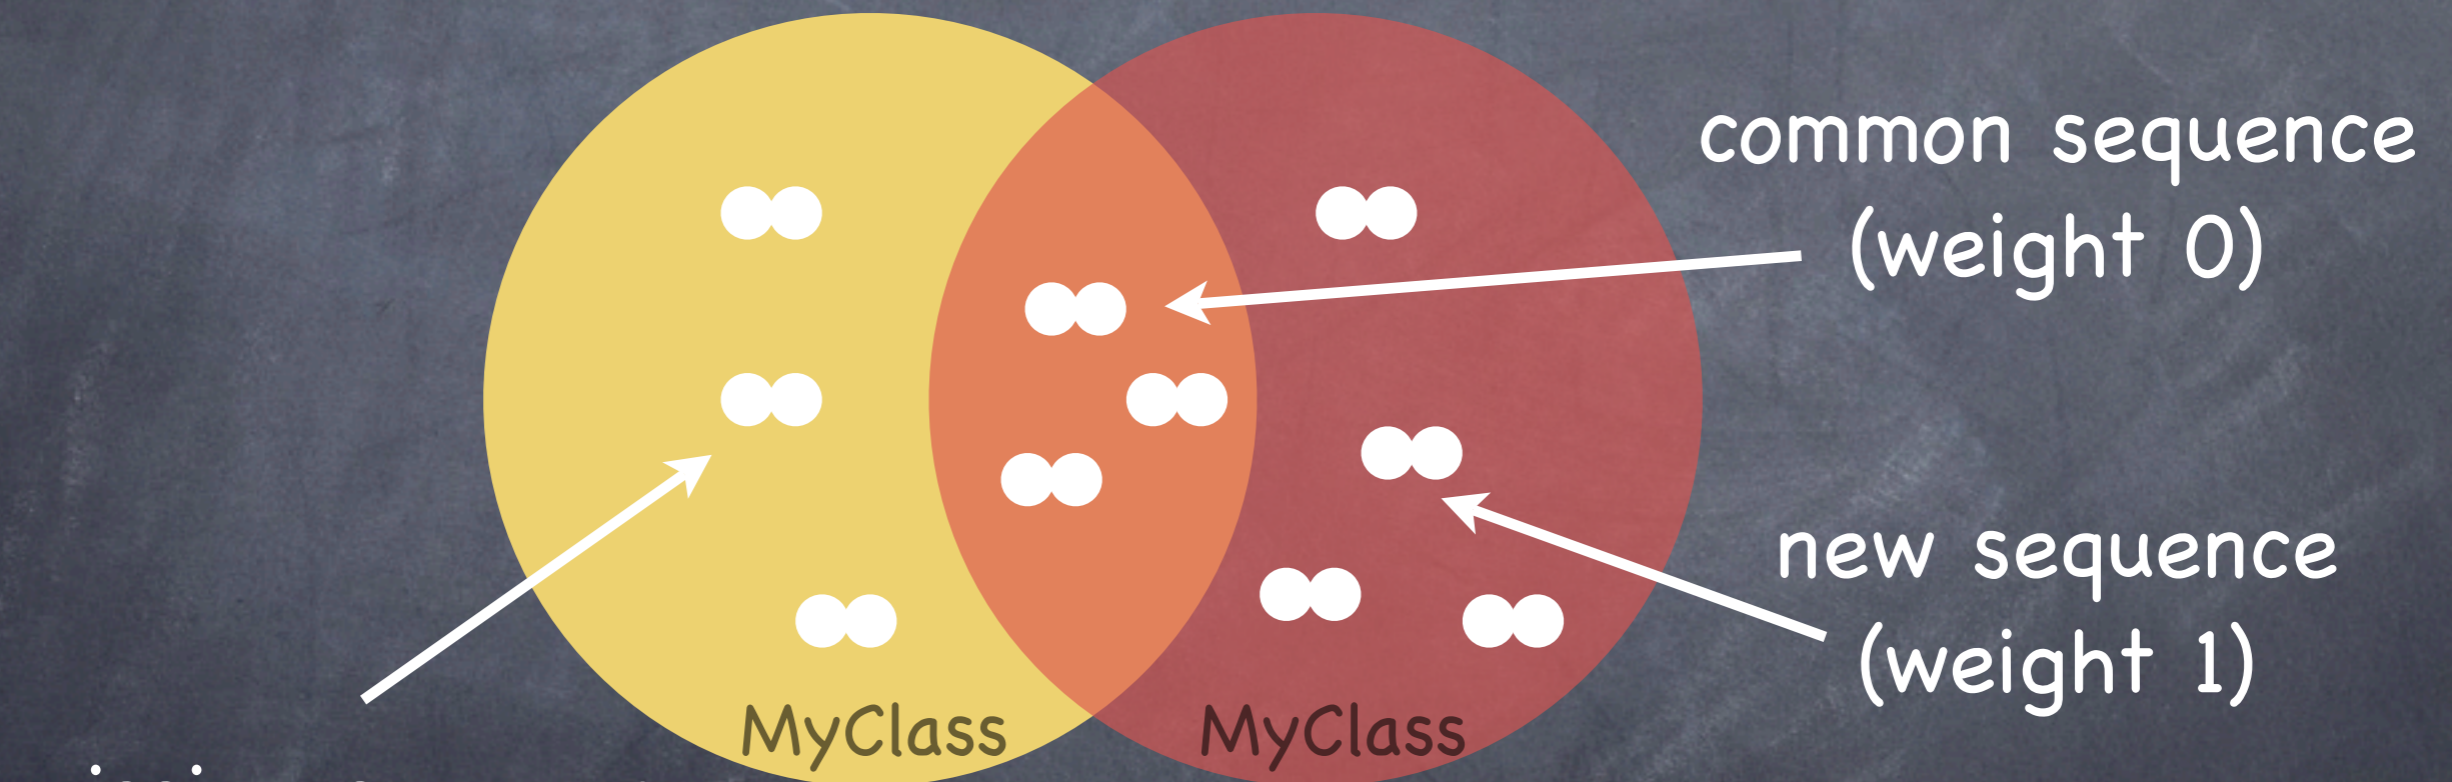 common sequence
(weight 0)
new sequence
(weight 1)
MyClass MyClass